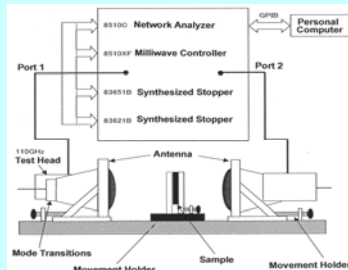 8510C Network Analyzer
GPIB
Personal
Computer
8510XF Milliwave Controller
Port 1
Port 2
83651B Synthesized Stopper
83621B Synthesized Stopper
110GHz
Test Head
Antenna
Mode Transitions
Sample
Movement Holder
Movement Holder